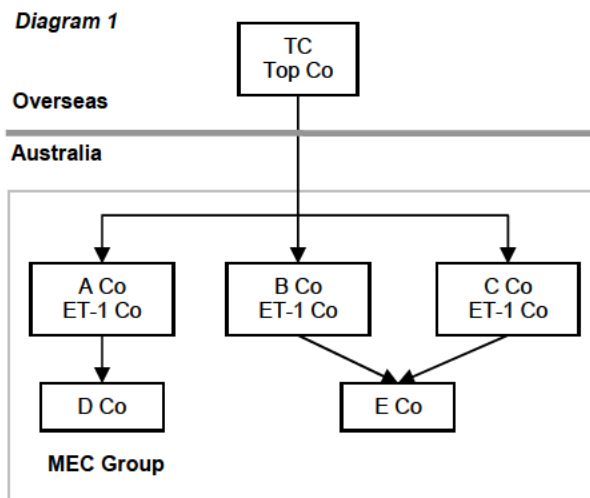 Diagram 1
TC
Top Co
Overseas
Australia
A Co
ET-1 Co
B Co
ET-1 Co
C Co
ET-1 Co
D Co
E Co
MEC Group